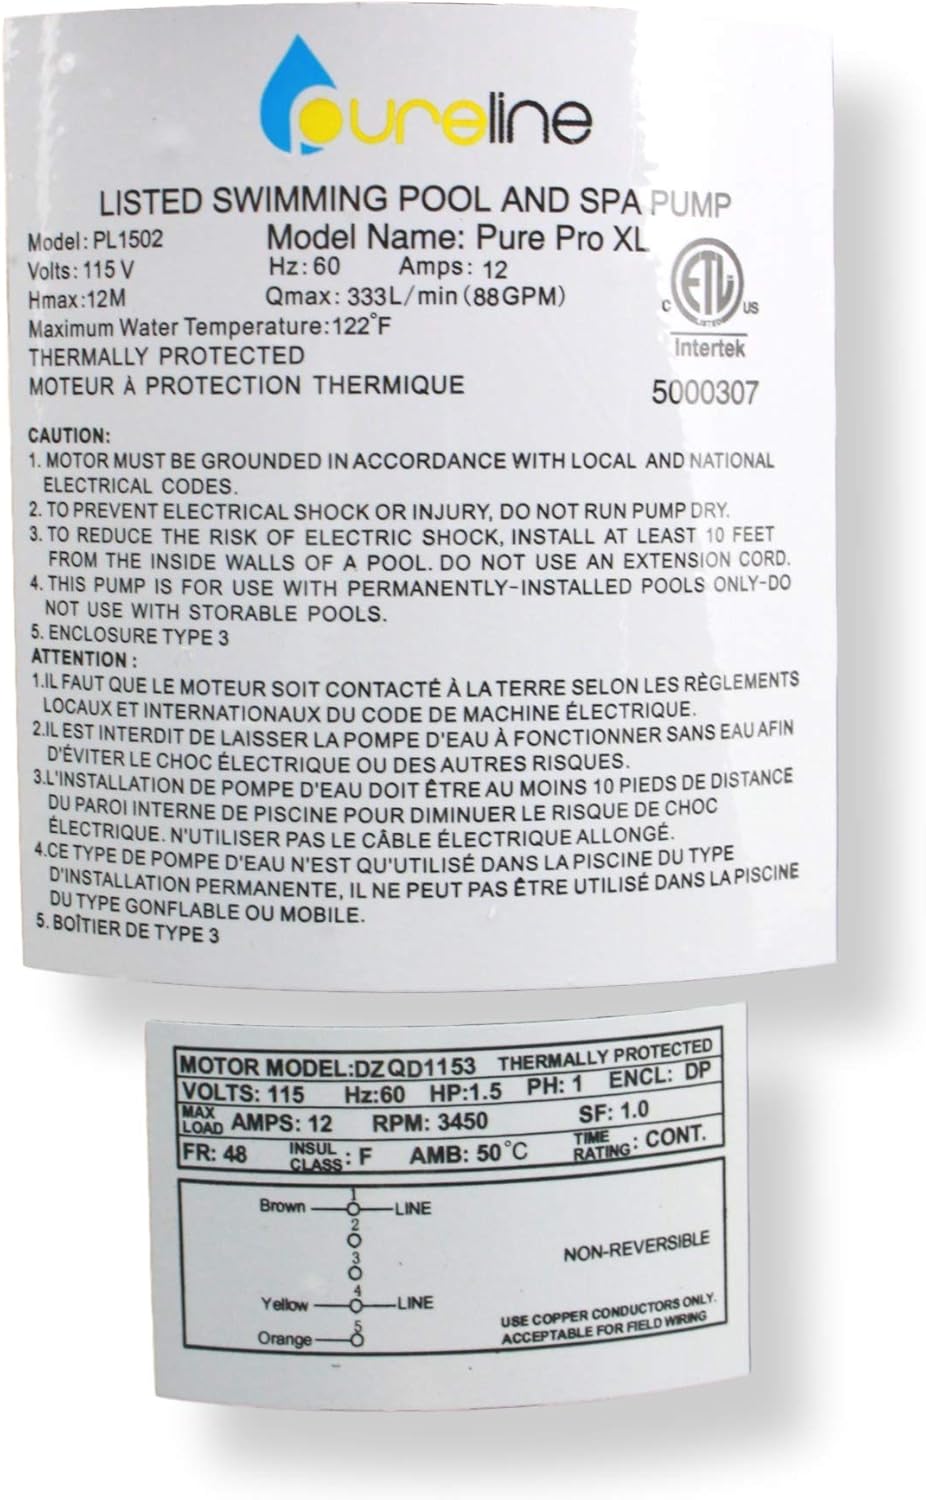 pureline
LISTED SWIMMING POOL AND SPA PUMP
Model: PL1502 Model Name: Pure Pro XL
Volts: 115 V Hz: 60 Amps: 12
Hmax:12M Qmax: 333L/min(88GPM)
Maximum Water Temperature:122°F
THERMALLY PROTECTED
MOTEUR À PROTECTION THERMIQUE
C ETL US
LISTED
Intertek
5000307
CAUTION:
1. MOTOR MUST BE GROUNDED IN ACCORDANCE WITH LOCAL AND NATIONAL
ELECTRICAL CODES.
2. TO PREVENT ELECTRICAL SHOCK OR INJURY, DO NOT RUN PUMP DRY.
3. TO REDUCE THE RISK OF ELECTRIC SHOCK, INSTALL AT LEAST 10 FEET
FROM THE INSIDE WALLS OF A POOL. DO NOT USE AN EXTENSION CORD.
4. THIS PUMP IS FOR USE WITH PERMANENTLY-INSTALLED POOLS ONLY-DO
NOT USE WITH STORABLE POOLS.
5. ENCLOSURE TYPE 3
ATTENTION :
1.IL FAUT QUE LE MOTEUR SOIT CONTACTÉ À LA TERRE SELON LES RÈGLEMENTS
LOCAUX ET INTERNATIONAUX DU CODE DE MACHINE ÉLECTRIQUE.
2.IL EST INTERDIT DE LAISSER LA POMPE D'EAU À FONCTIONNER SANS EAU AFIN
D'ÉVITER LE CHOC ÉLECTRIQUE OU DES AUTRES RISQUES.
3.L'INSTALLATION DE POMPE D'EAU DOIT ÊTRE AU MOINS 10 PIEDS DE DISTANCE
DU PAROI INTERNE DE PISCINE POUR DIMINUER LE RISQUE DE CHOC
ÉLECTRIQUE. N'UTILISER PAS LE CÂBLE ÉLECTRIQUE ALLONGÉ.
4.CE TYPE DE POMPE D'EAU N'EST QU'UTILISÉ DANS LA PISCINE DU TYPE
D'INSTALLATION PERMANENTE, IL NE PEUT PAS ÊTRE UTILISÉ DANS LA PISCINE
DU TYPE GONFLABLE OU MOBILE.
5. BOÎTIER DE TYPE 3
MOTOR MODEL:DZQD1153 THERMALLY PROTECTED
VOLTS: 115 Hz:60 HP:1.5 PH: 1 ENCL: DP
MAX LOAD AMPS: 12 RPM: 3450 SF: 1.0
FR: 48 INSUL CLASS : F AMB: 50°C TIME RATING : CONT.
1
Brown LINE
2
3
NON-REVERSIBLE
4
Yellow LINE
5
Orange
USE COPPER CONDUCTORS ONLY.
ACCEPTABLE FOR FIELD WIRING